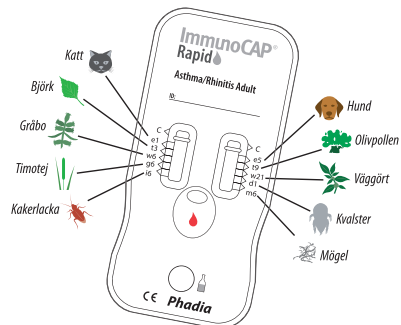 ImmunoCAP®
Rapid
Asthma/Rhinitis Adult
ID:
Katt
Björk
Gråbo
Timotej
Kakerlacka
C
e1
t3
w6
g6
i6
C
e5
t9
w21
d1
m6
Hund
Olivpollen
Väggört
Kvalster
Mögel
CE Phadia